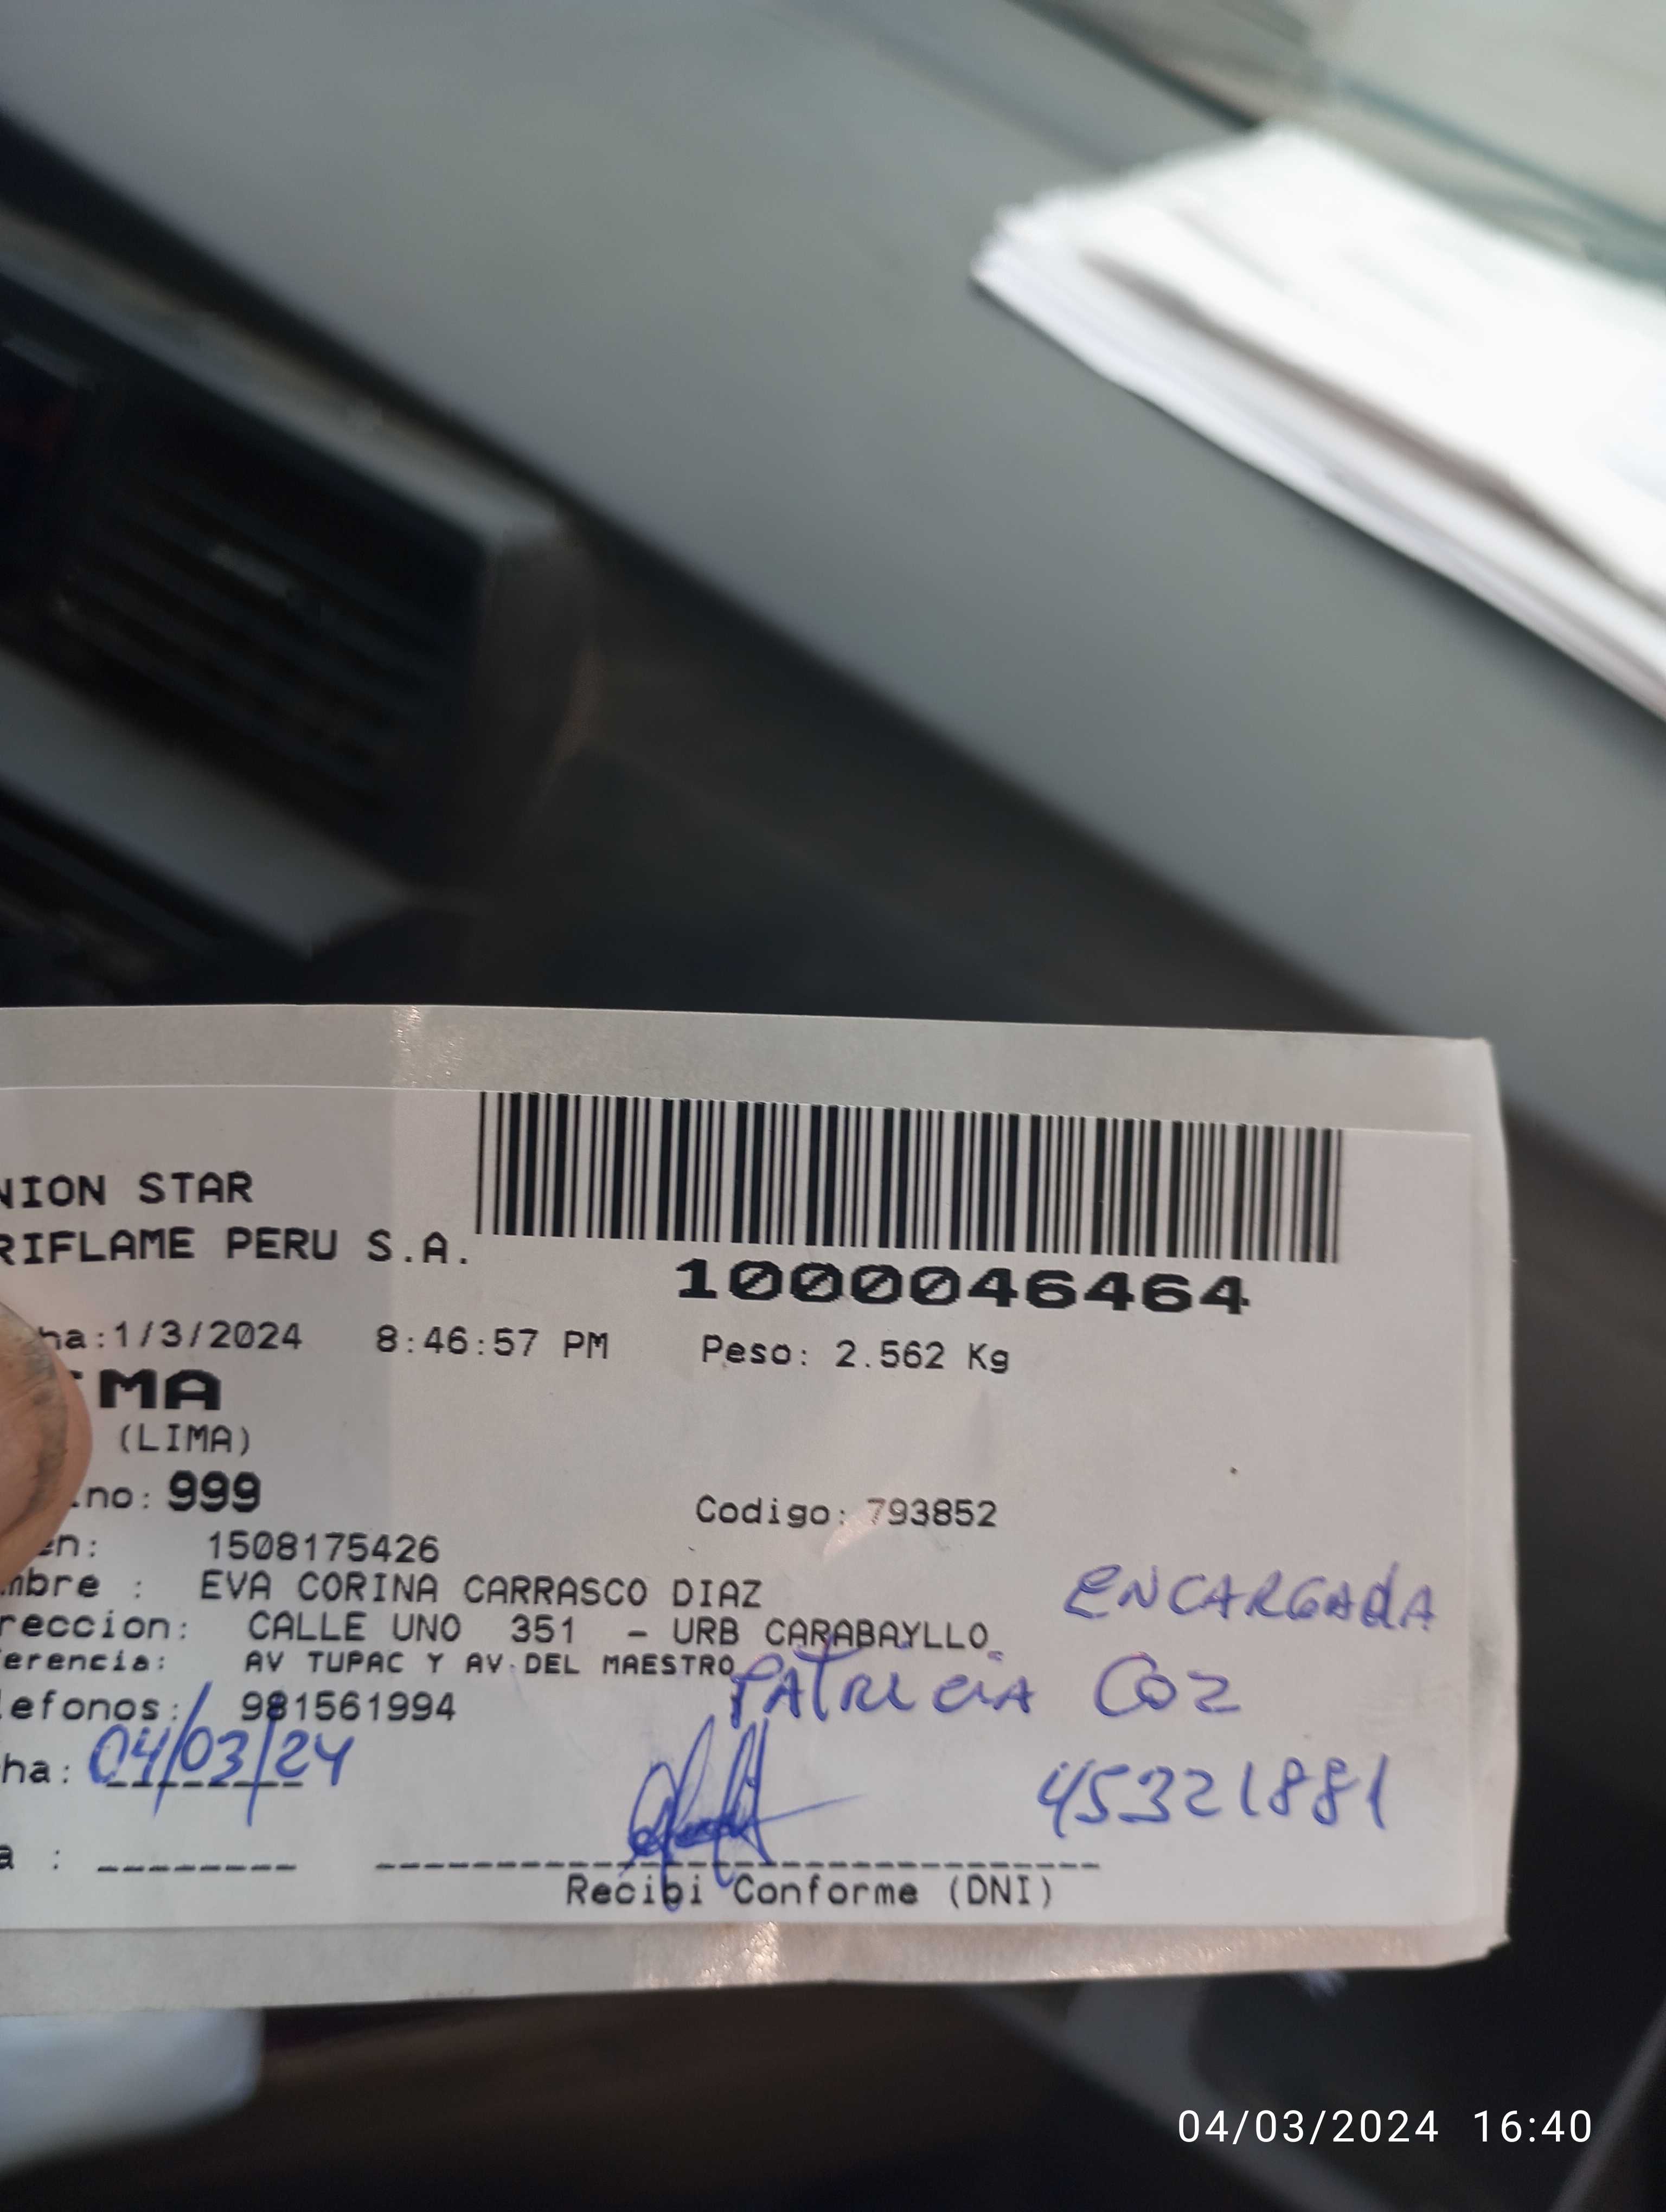 NION STAR
RIFLAME PERU S.A.
1000046464
ha:1/3/2024 8:46:57 PM Peso: 2.562 Kg
MA
(LIMA)
no: 999
Codigo: 793852
en: 1508175426
mbre : EVA CORINA CARRASCO DIAZ
ENCARGADA
reccion: CALLE UNO 351 - URB CARABAYLLO
erencia: AV TUPAC Y AV DEL MAESTRO
PATRICIA COZ
lefonos: 981561994
ha: 04/03/24
45321881
a : ________
Recibi Conforme (DNI)
04/03/2024 16:40